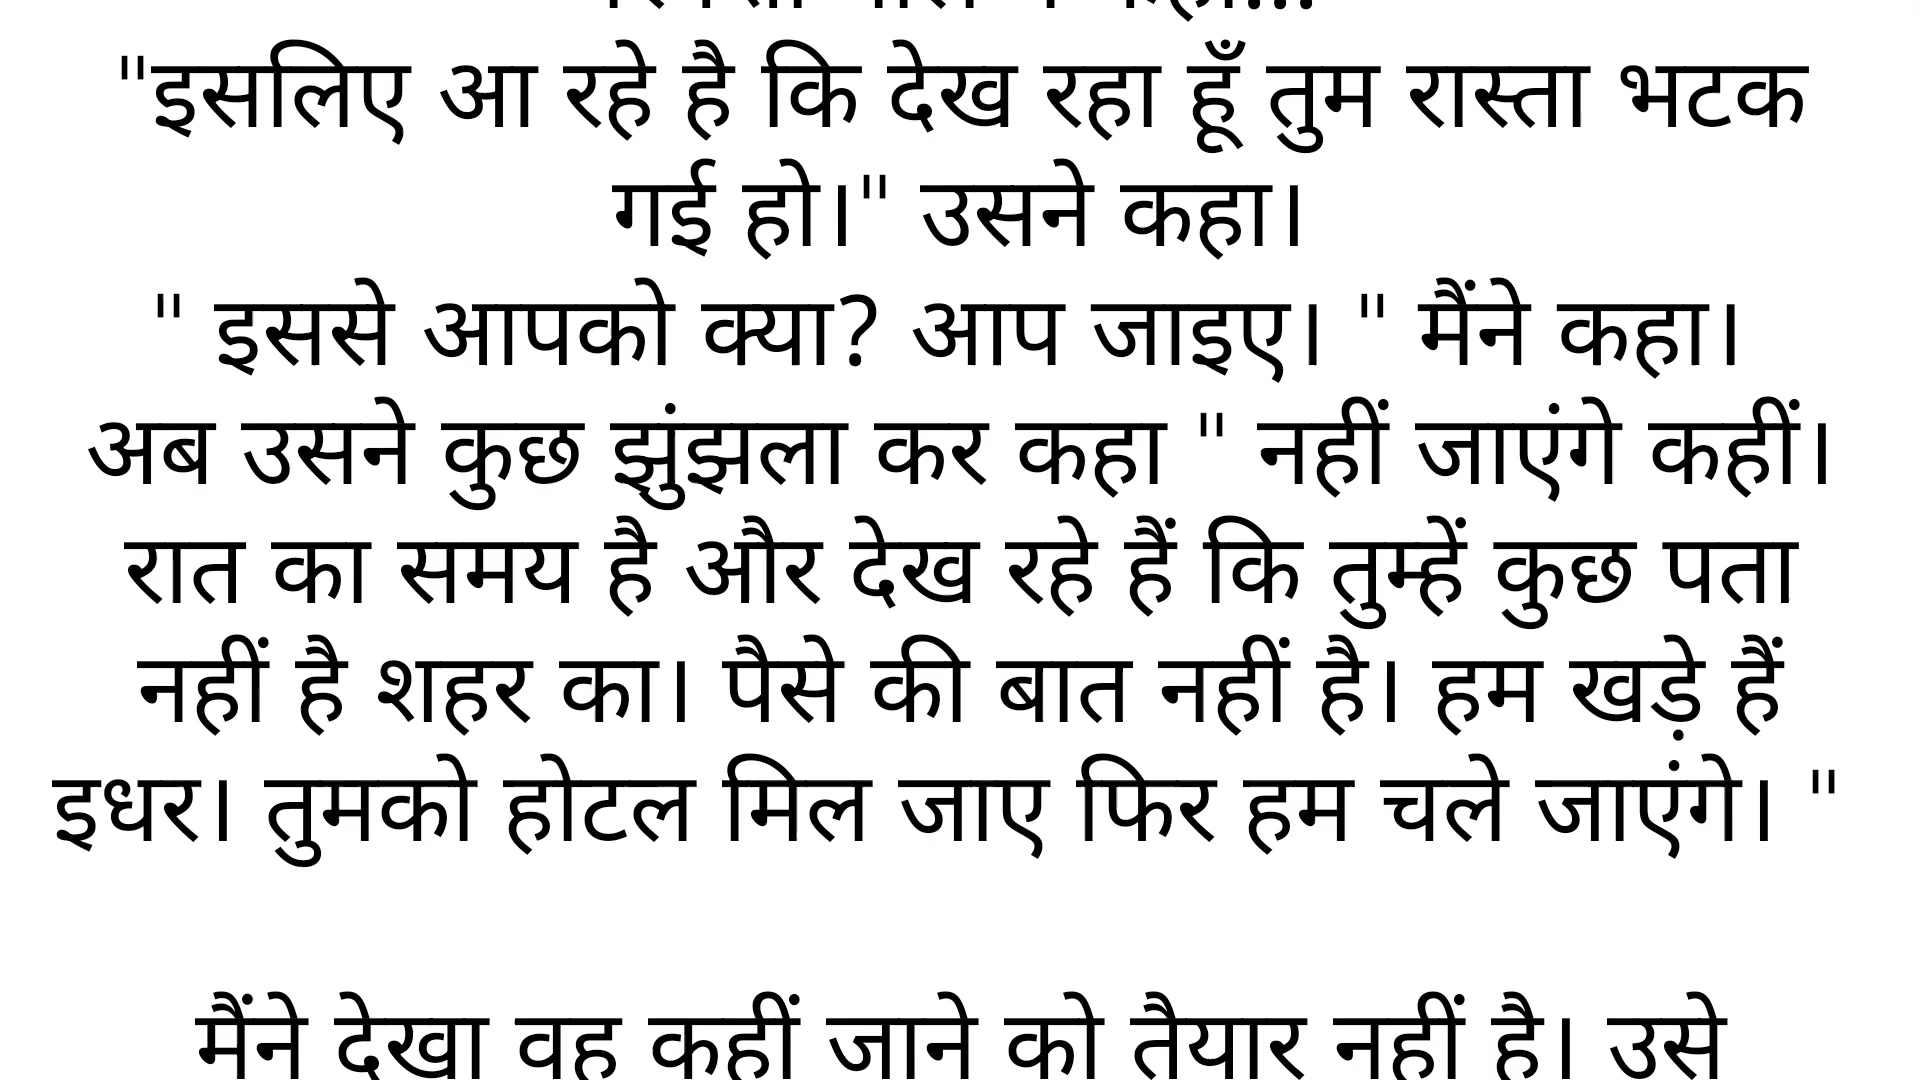 "इसलिए आ रहे है कि देख रहा हूँ तुम रास्ता भटक
गई हो।" उसने कहा।
" इससे आपको क्या? आप जाइए। " मैंने कहा।
अब उसने कुछ झुंझला कर कहा " नहीं जाएंगे कहीं।
रात का समय है और देख रहे हैं कि तुम्हें कुछ पता
नहीं है शहर का। पैसे की बात नहीं है। हम खड़े हैं
इधर। तुमको होटल मिल जाए फिर हम चले जाएंगे। "
मैंने देखा वह कहीं जाने को तैयार नहीं है। उसे